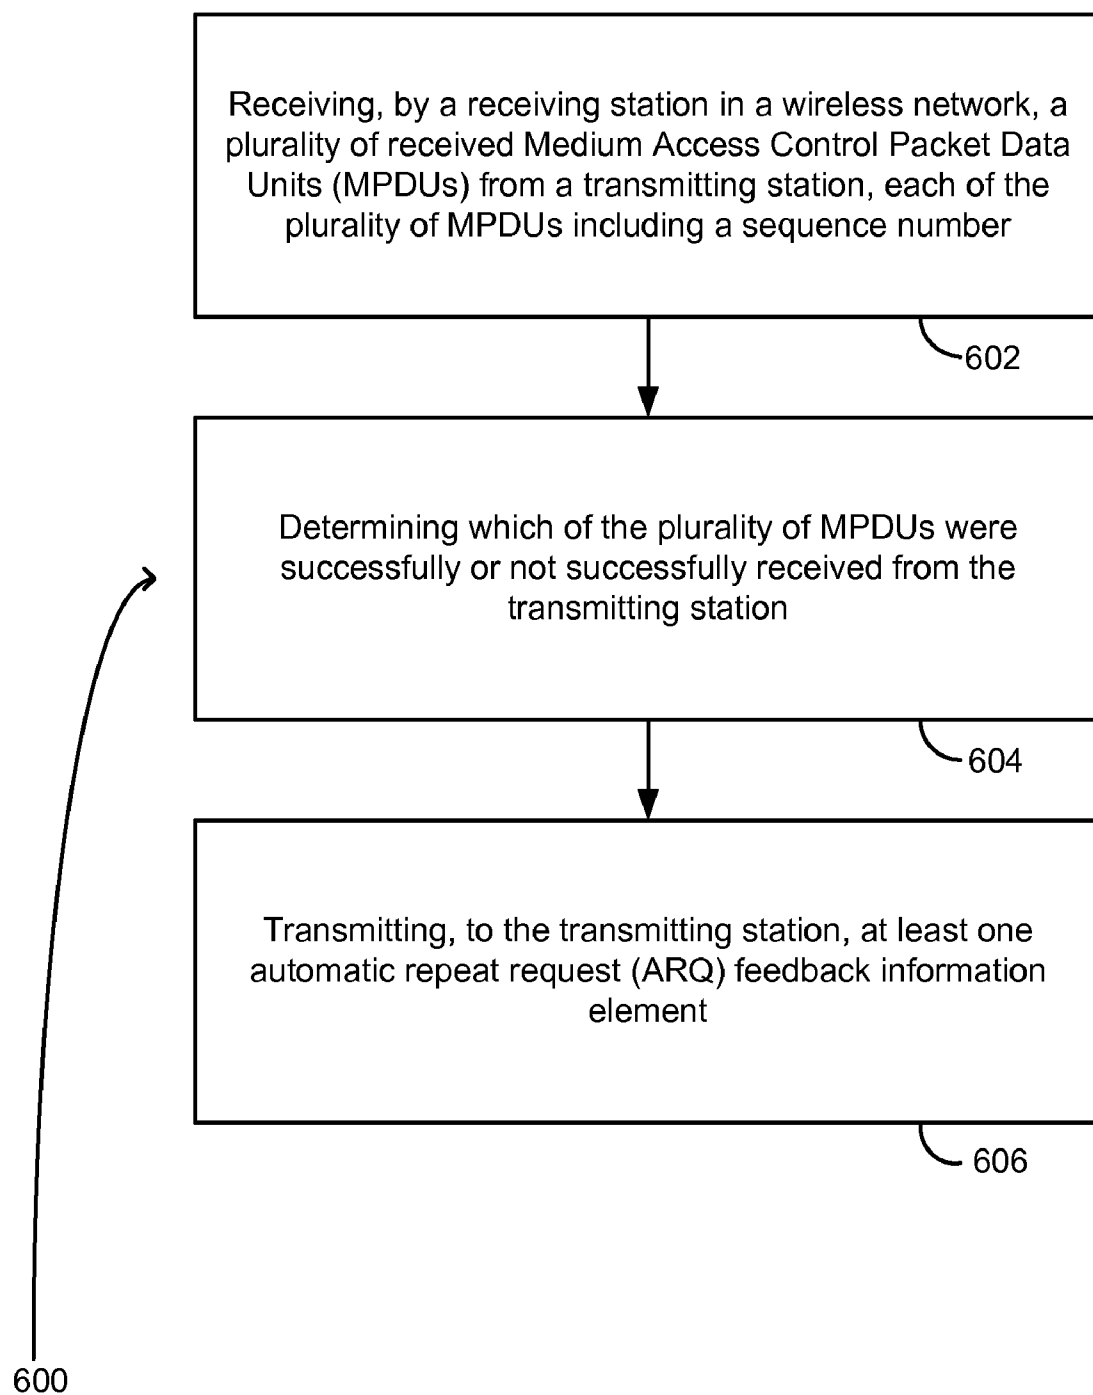 Receiving, by a receiving station in a wireless network, a
plurality of received Medium Access Control Packet Data
Units (MPDUs) from a transmitting station, each of the
plurality of MPDUs including a sequence number
602
Determining which of the plurality of MPDUs were
successfully or not successfully received from the
transmitting station
604
Transmitting, to the transmitting station, at least one
automatic repeat request (ARQ) feedback information
element
606
600